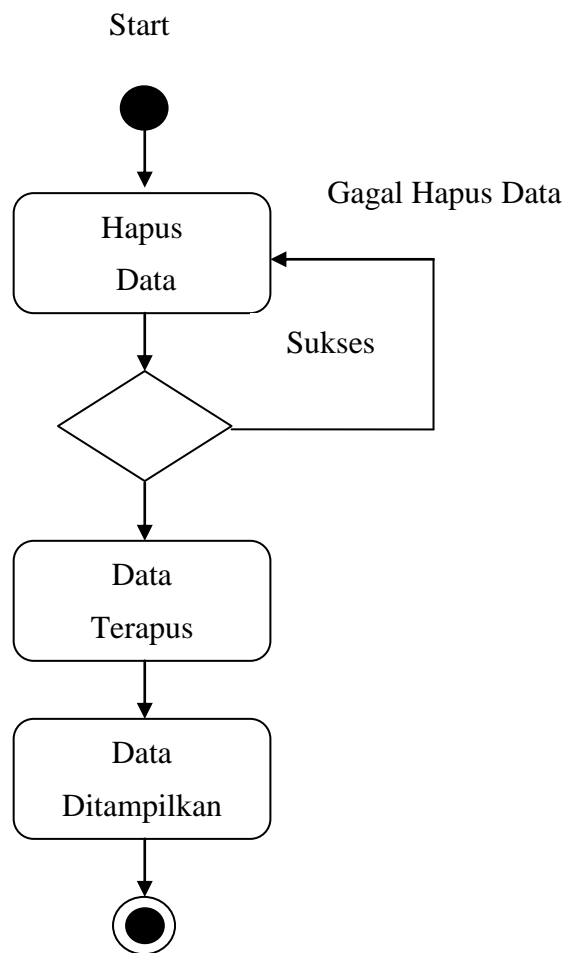 Start
Gagal Hapus Data
Hapus
Data
Sukses
Data
Terapus
Data
Ditampilkan